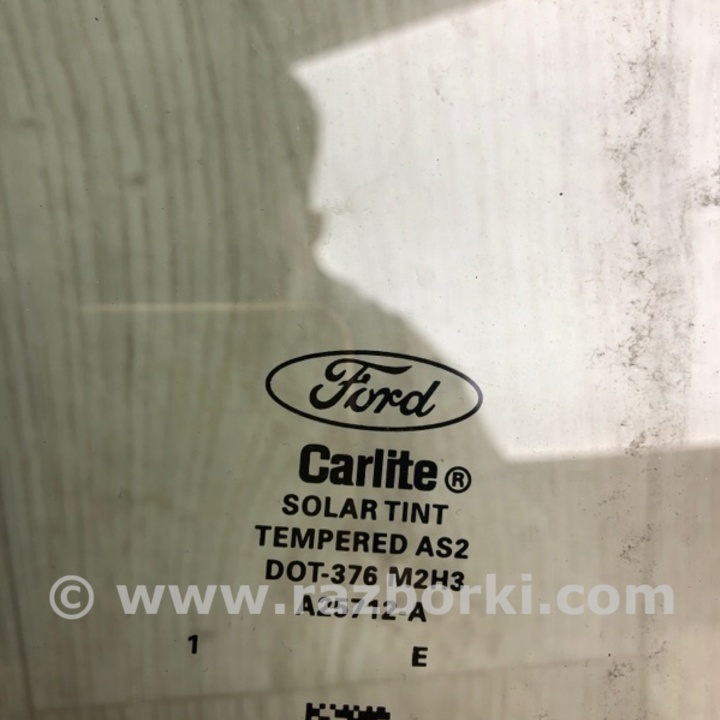 Ford
Carlite®
SOLAR TINT
TEMPERED AS2
DOT-376 M2H3
© www.razborki.com
A25712-A
1 E